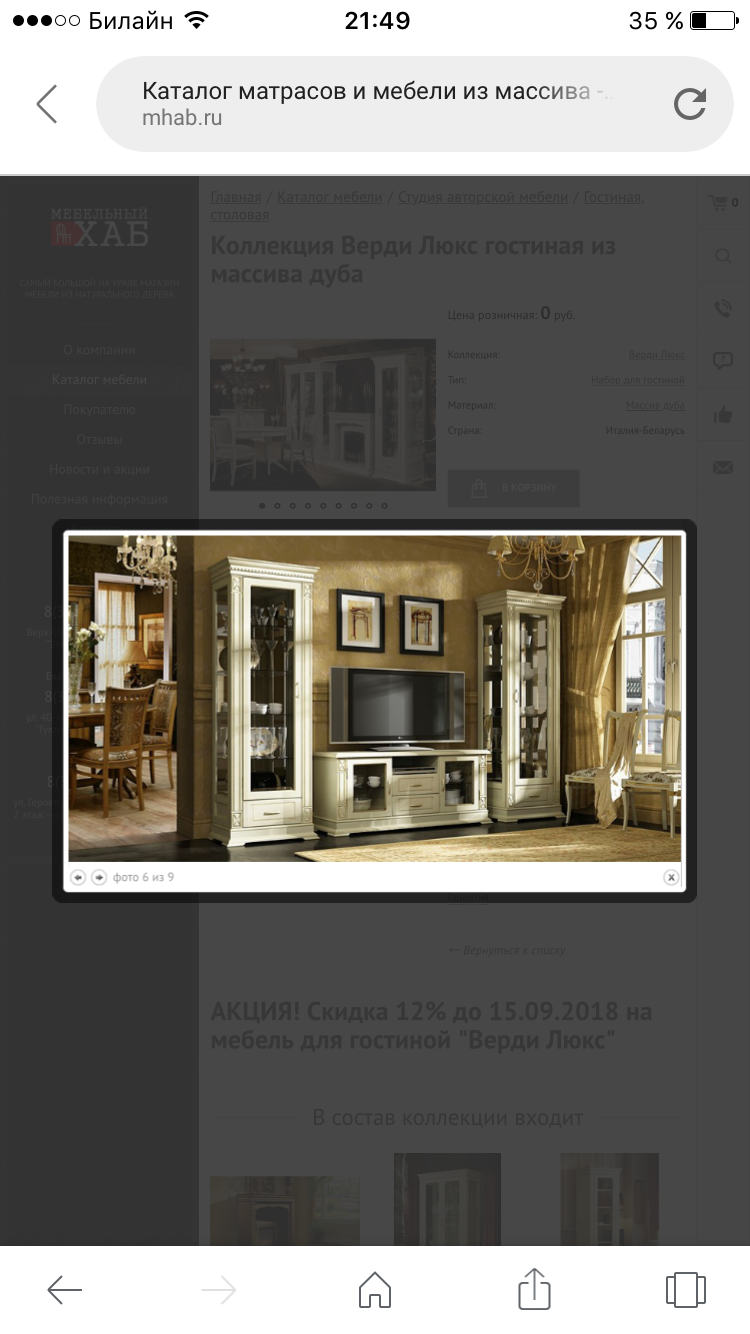 Билайн
21:49
35 %
Каталог матрасов и мебели из массива -..
mhab.ru
Главная / Каталог мебели / Студия авторской мебели / Гостиная,
столовая
0
МЕБЕЛЬНЫЙ
ХАБ
САМЫЙ БОЛЬШОЙ НА УРАЛЕ МАГАЗИН
МЕБЕЛИ ИЗ НАТУРАЛЬНОГО ДЕРЕВА
Коллекция Верди Люкс гостиная из
массива дуба
Цена розничная: 0 руб.
О компании
Каталог мебели
Покупателю
Отзывы
Новости и акции
Полезная информация
Коллекция: Верди Люкс
Тип: Набор для гостиной
Материал: Массив дуба
Страна: Италия-Беларусь
В КОРЗИНУ
фото 6 из 9
← Вернуться к списку
АКЦИЯ! Скидка 12% до 15.09.2018 на
мебель для гостиной "Верди Люкс"
В состав коллекции входит